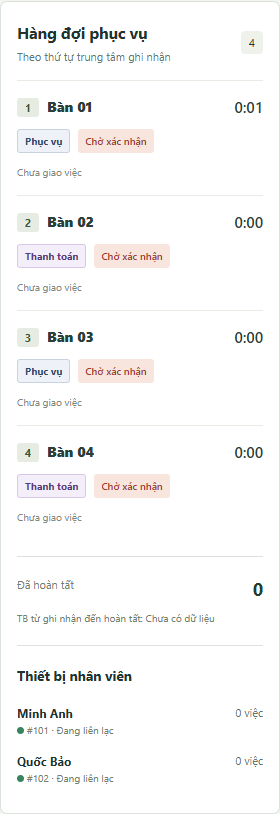 Hàng đợi phục vụ
4
Theo thứ tự trung tâm ghi nhận
1 Bàn 01 0:01
Phục vụ Chờ xác nhận
Chưa giao việc
2 Bàn 02 0:00
Thanh toán Chờ xác nhận
Chưa giao việc
3 Bàn 03 0:00
Phục vụ Chờ xác nhận
Chưa giao việc
4 Bàn 04 0:00
Thanh toán Chờ xác nhận
Chưa giao việc
Đã hoàn tất 0
TB từ ghi nhận đến hoàn tất: Chưa có dữ liệu
Thiết bị nhân viên
Minh Anh 0 việc
#101 · Đang liên lạc
Quốc Bảo 0 việc
#102 · Đang liên lạc